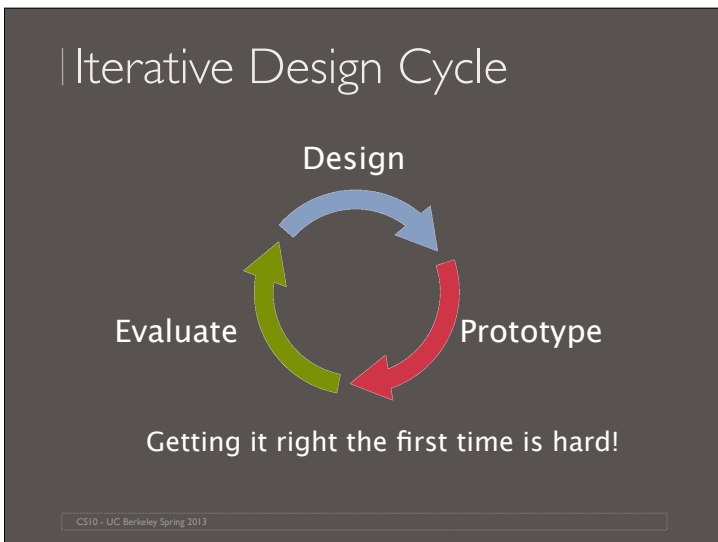 Iterative Design Cycle
Design
Evaluate
Prototype
Getting it right the first time is hard!
CS10 - UC Berkeley Spring 2013